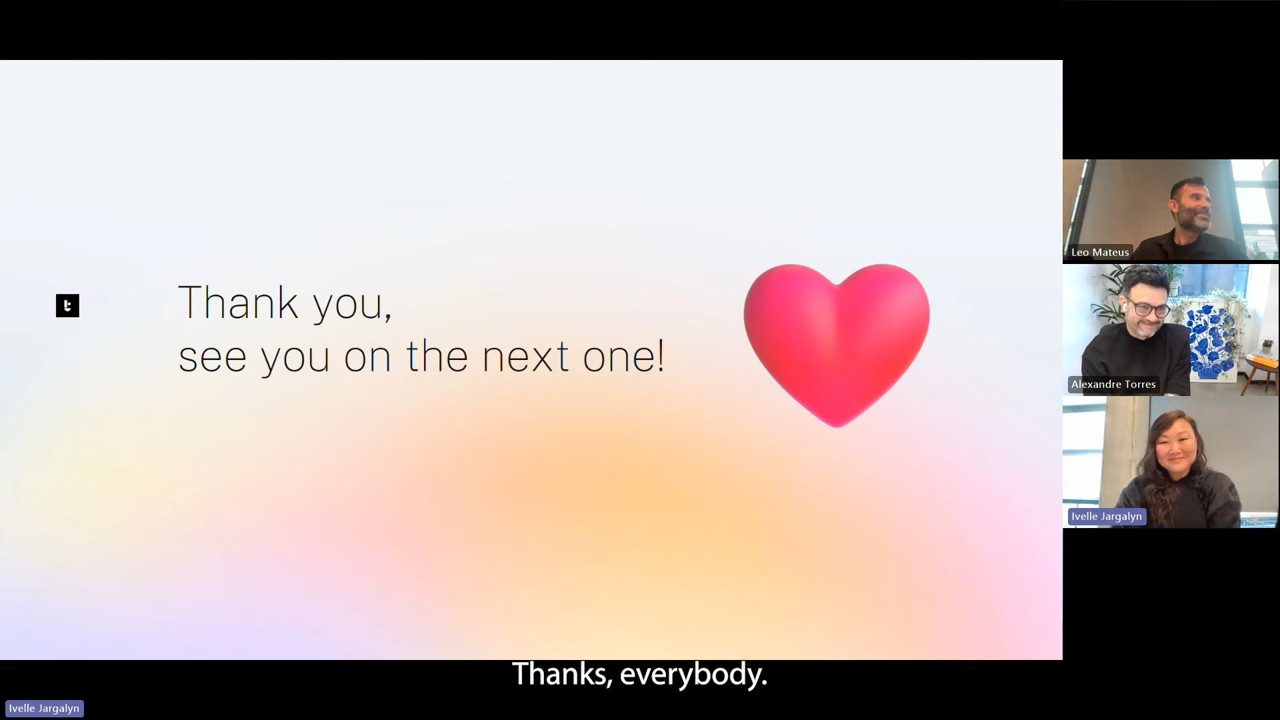 t
Thank you,
see you on the next one!
Leo Mateus
Alexandre Torres
Ivelle Jargalyn
Thanks, everybody.
Ivelle Jargalyn